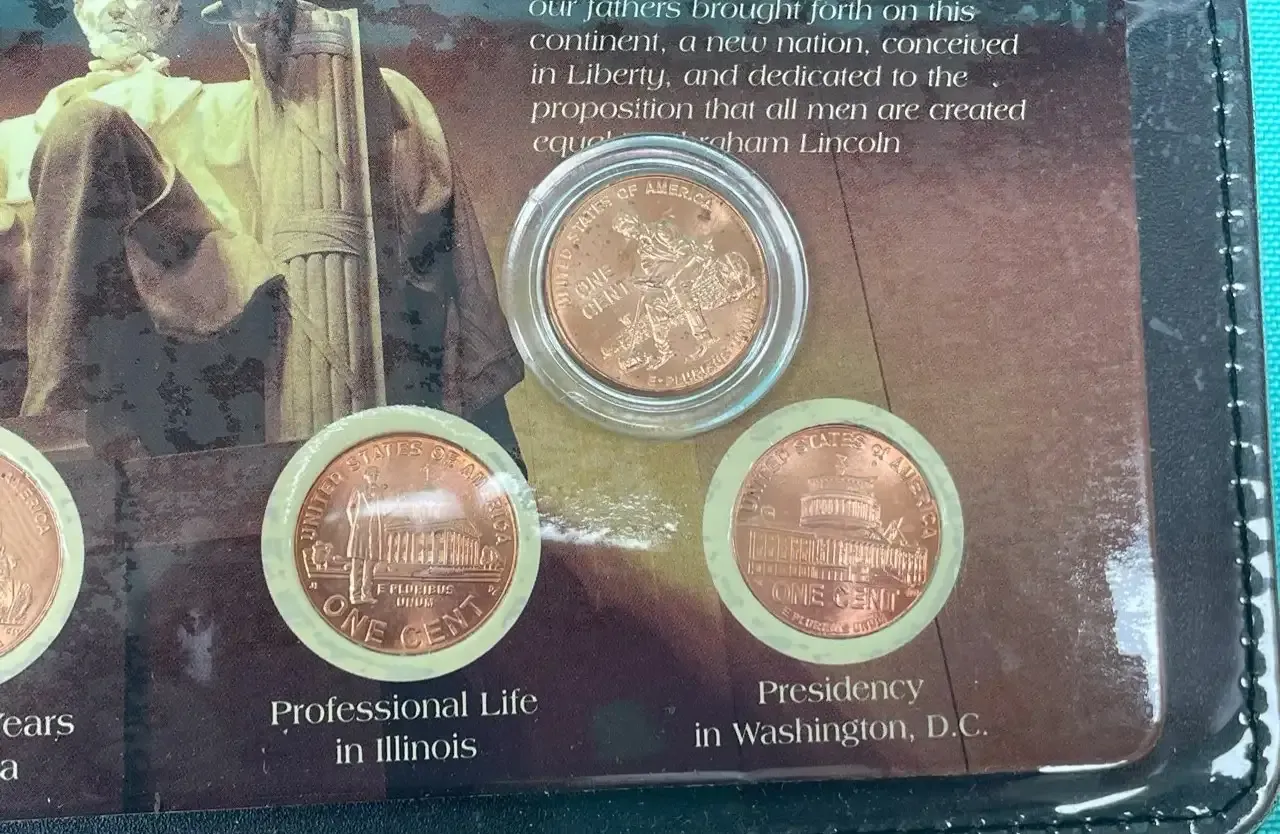 our fathers brought forth on this
continent, a new nation, conceived
in Liberty, and dedicated to the
proposition that all men are created
Abraham Lincoln
UNITED STATES OF AMERICA
ONE
CENT
E·PLURIBUS
UNITED STATES OF AMERICA
E PLURIBUS
UNUM
ONE CENT
UNITED STATES of AMERICA
ONE CENT
E PLURIBUS UNUM
AMERICA
Years
a
Professional Life
in Illinois
Presidency
in Washington, D.C.